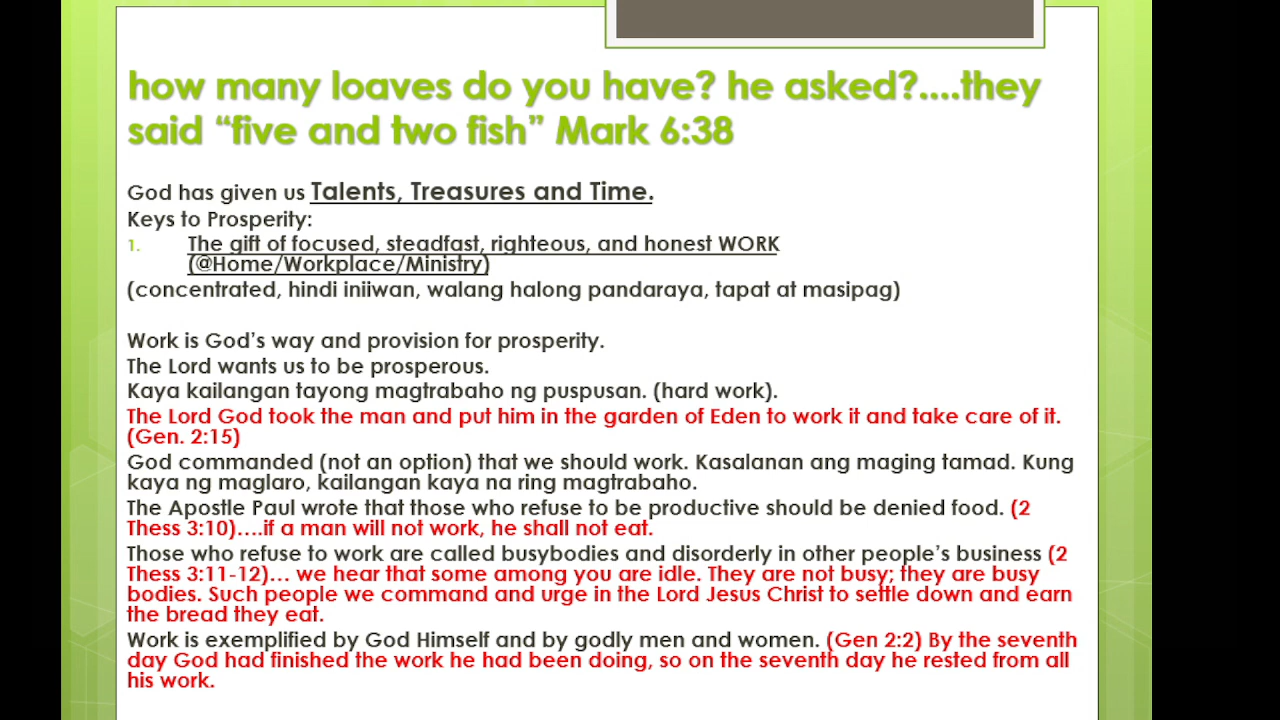 how many loaves do you have? he asked?....they
said “five and two fish” Mark 6:38
God has given us Talents, Treasures and Time.
Keys to Prosperity:
1. The gift of focused, steadfast, righteous, and honest WORK
(@Home/Workplace/Ministry)
(concentrated, hindi iniiwan, walang halong pandaraya, tapat at masipag)
Work is God’s way and provision for prosperity.
The Lord wants us to be prosperous.
Kaya kailangan tayong magtrabaho ng puspusan. (hard work).
The Lord God took the man and put him in the garden of Eden to work it and take care of it.
(Gen. 2:15)
God commanded (not an option) that we should work. Kasalanan ang maging tamad. Kung
kaya ng maglaro, kailangan kaya na ring magtrabaho.
The Apostle Paul wrote that those who refuse to be productive should be denied food. (2
Thess 3:10)….if a man will not work, he shall not eat.
Those who refuse to work are called busybodies and disorderly in other people’s business (2
Thess 3:11-12)… we hear that some among you are idle. They are not busy; they are busy
bodies. Such people we command and urge in the Lord Jesus Christ to settle down and earn
the bread they eat.
Work is exemplified by God Himself and by godly men and women. (Gen 2:2) By the seventh
day God had finished the work he had been doing, so on the seventh day he rested from all
his work.